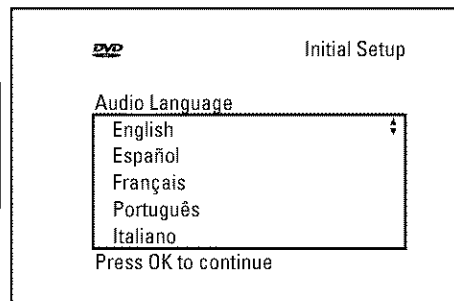 DVD
Initial Setup
Audio Language
English
Español
Français
Português
Italiano
Press OK to continue